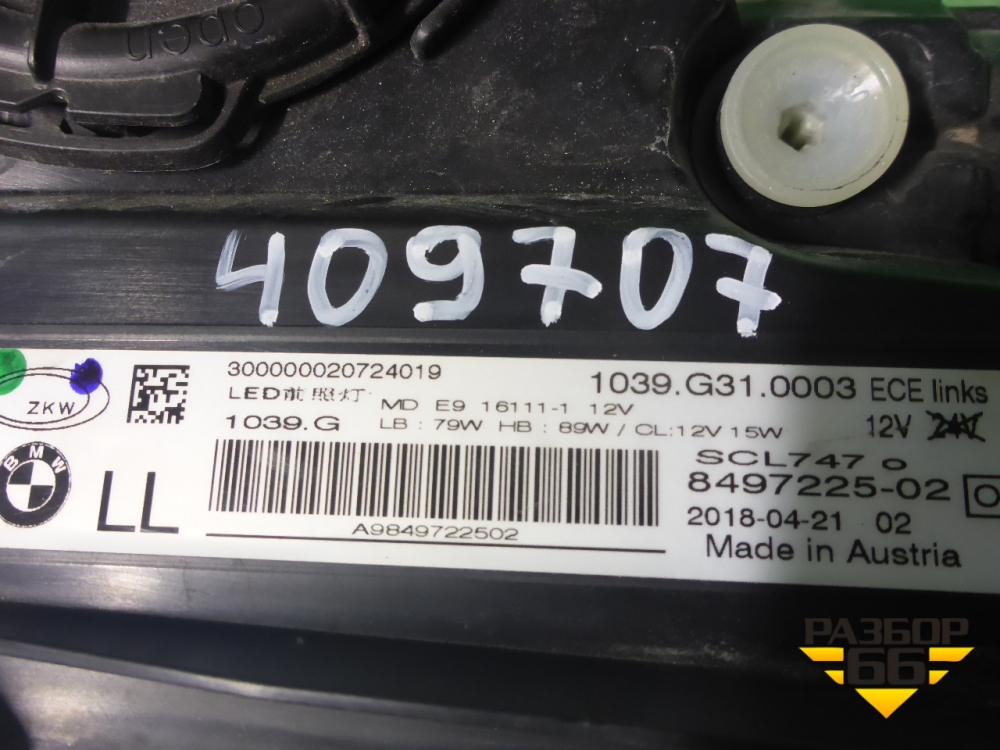 open
409707
300000020724019
1039.G31.0003 ECE links
LED前照灯
MD E9 16111-1 12V
12V 24V
1039.G
LB : 79W HB : 89W / CL:12V 15W
ZKW
SCL747 0
BMW
LL
8497225-02
A9849722502
2018-04-21 02
Made in Austria
РАЗБОР
66